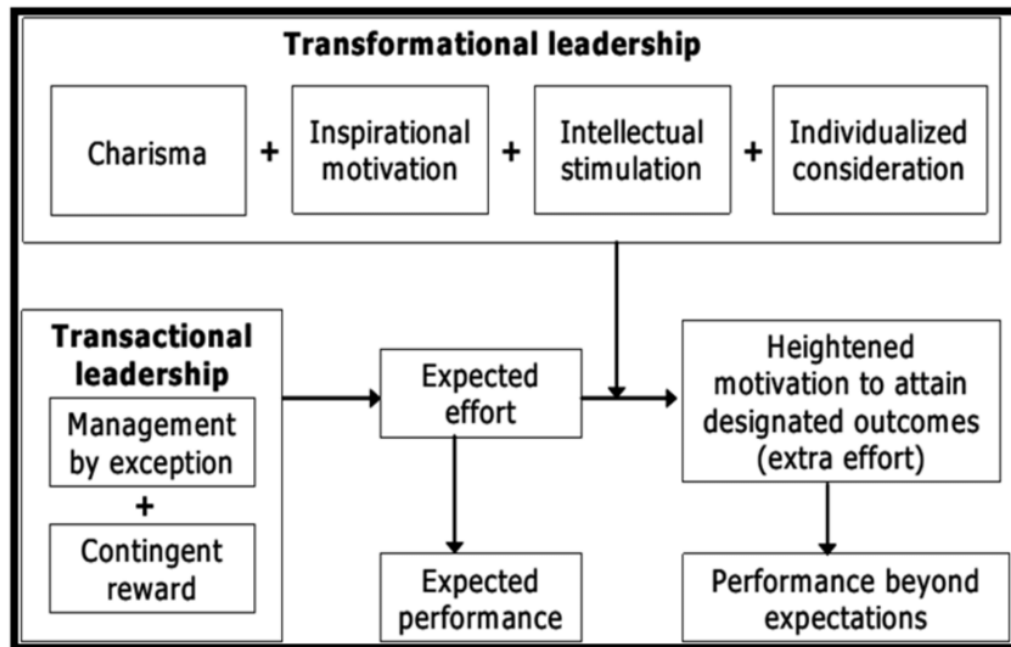 Transformational leadership
Charisma
+
Inspirational
motivation
+
Intellectual
stimulation
+
Individualized
consideration
Transactional
leadership
Management
by exception
+
Contingent
reward
Expected
effort
Heightened
motivation to attain
designated outcomes
(extra effort)
Expected
performance
Performance beyond
expectations